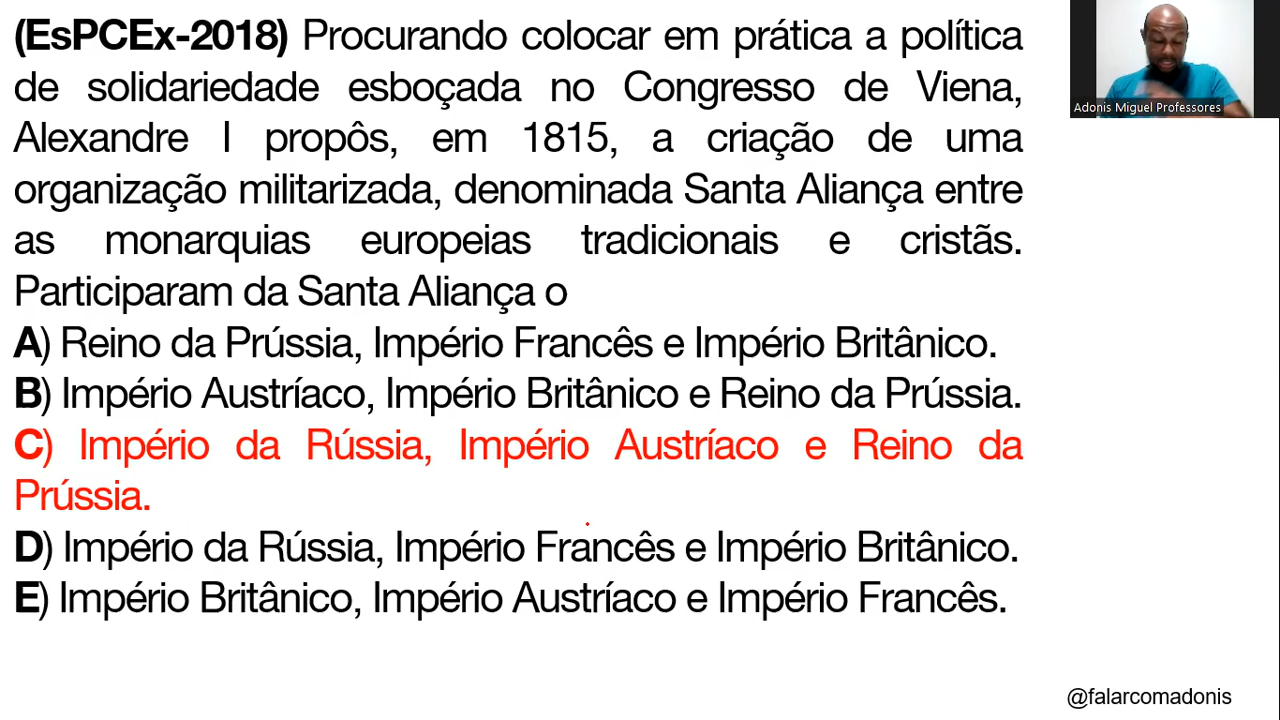 (EsPCEx-2018) Procurando colocar em prática a política
de solidariedade esboçada no Congresso de Viena,
Alexandre I propôs, em 1815, a criação de uma
organização militarizada, denominada Santa Aliança entre
as monarquias europeias tradicionais e cristãs.
Participaram da Santa Aliança o
A) Reino da Prússia, Império Francês e Império Britânico.
B) Império Austríaco, Império Britânico e Reino da Prússia.
C) Império da Rússia, Império Austríaco e Reino da
Prússia.
D) Império da Rússia, Império Francês e Império Britânico.
E) Império Britânico, Império Austríaco e Império Francês.
Adonis Miguel Professores
@falarcomadonis